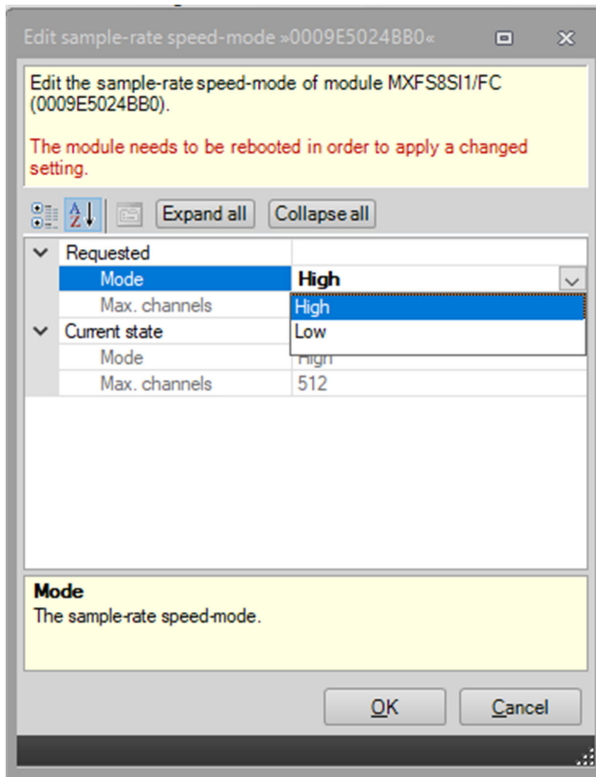 Edit sample-rate speed-mode »0009E5024BB0«
Edit the sample-rate speed-mode of module MXFS8SI1/FC
(0009E5024BB0).
The module needs to be rebooted in order to apply a changed
setting.
Expand all Collapse all
Requested
Mode High
Max. channels High
Current state Low
Mode High
Max. channels 512
Mode
The sample-rate speed-mode.
OK Cancel